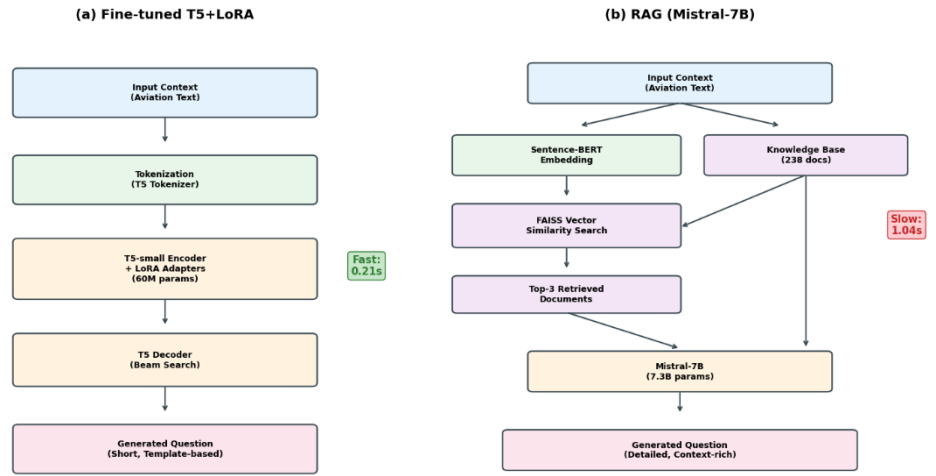 (a) Fine-tuned T5+LoRA
Input Context
(Aviation Text)
Tokenization
(T5 Tokenizer)
T5-small Encoder
+ LoRA Adapters
(60M params)
Fast:
0.21s
T5 Decoder
(Beam Search)
Generated Question
(Short, Template-based)
(b) RAG (Mistral-7B)
Input Context
(Aviation Text)
Sentence-BERT
Embedding
Knowledge Base
(238 docs)
FAISS Vector
Similarity Search
Slow:
1.04s
Top-3 Retrieved
Documents
Mistral-7B
(7.3B params)
Generated Question
(Detailed, Context-rich)